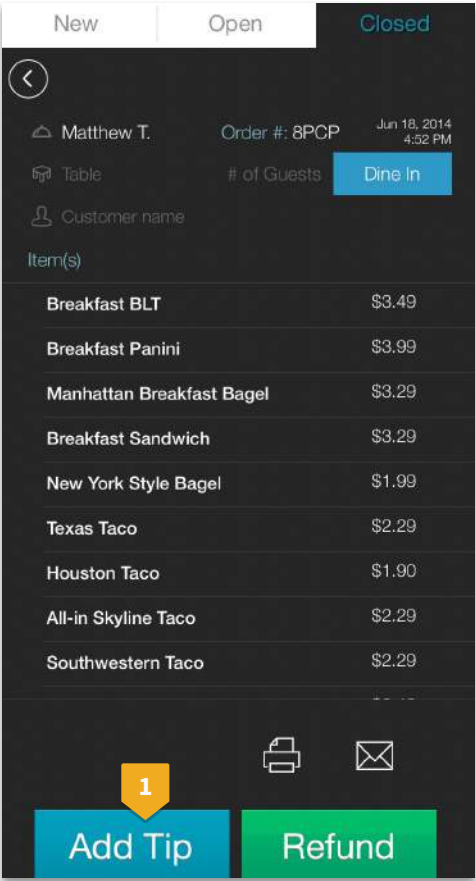 New Open Closed
Matthew T. Order #: 8PCP Jun 18, 2014
4:52 PM
Table # of Guests Dine In
Customer name
Item(s)
Breakfast BLT $3.49
Breakfast Panini $3.99
Manhattan Breakfast Bagel $3.29
Breakfast Sandwich $3.29
New York Style Bagel $1.99
Texas Taco $2.29
Houston Taco $1.90
All-in Skyline Taco $2.29
Southwestern Taco $2.29
1
Add Tip Refund